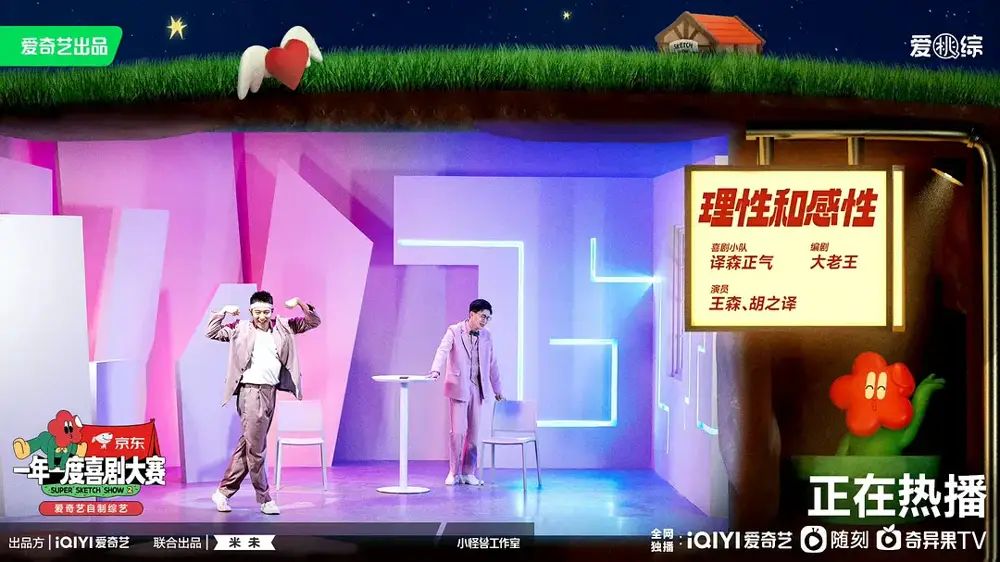 爱奇艺出品
SKETCH
爱桃综
理性和感性
喜剧小队
编剧
译森正气
大老王
演员
王森、胡之译
京东
一年一度喜剧大赛
SUPER SKETCH SHOW 2
爱奇艺自制综艺
正在热播
出品方 | iQIYI 爱奇艺 联合出品 | 米未
小怪兽工作室
全网独播:iQIYI 爱奇艺 随刻 奇异果TV